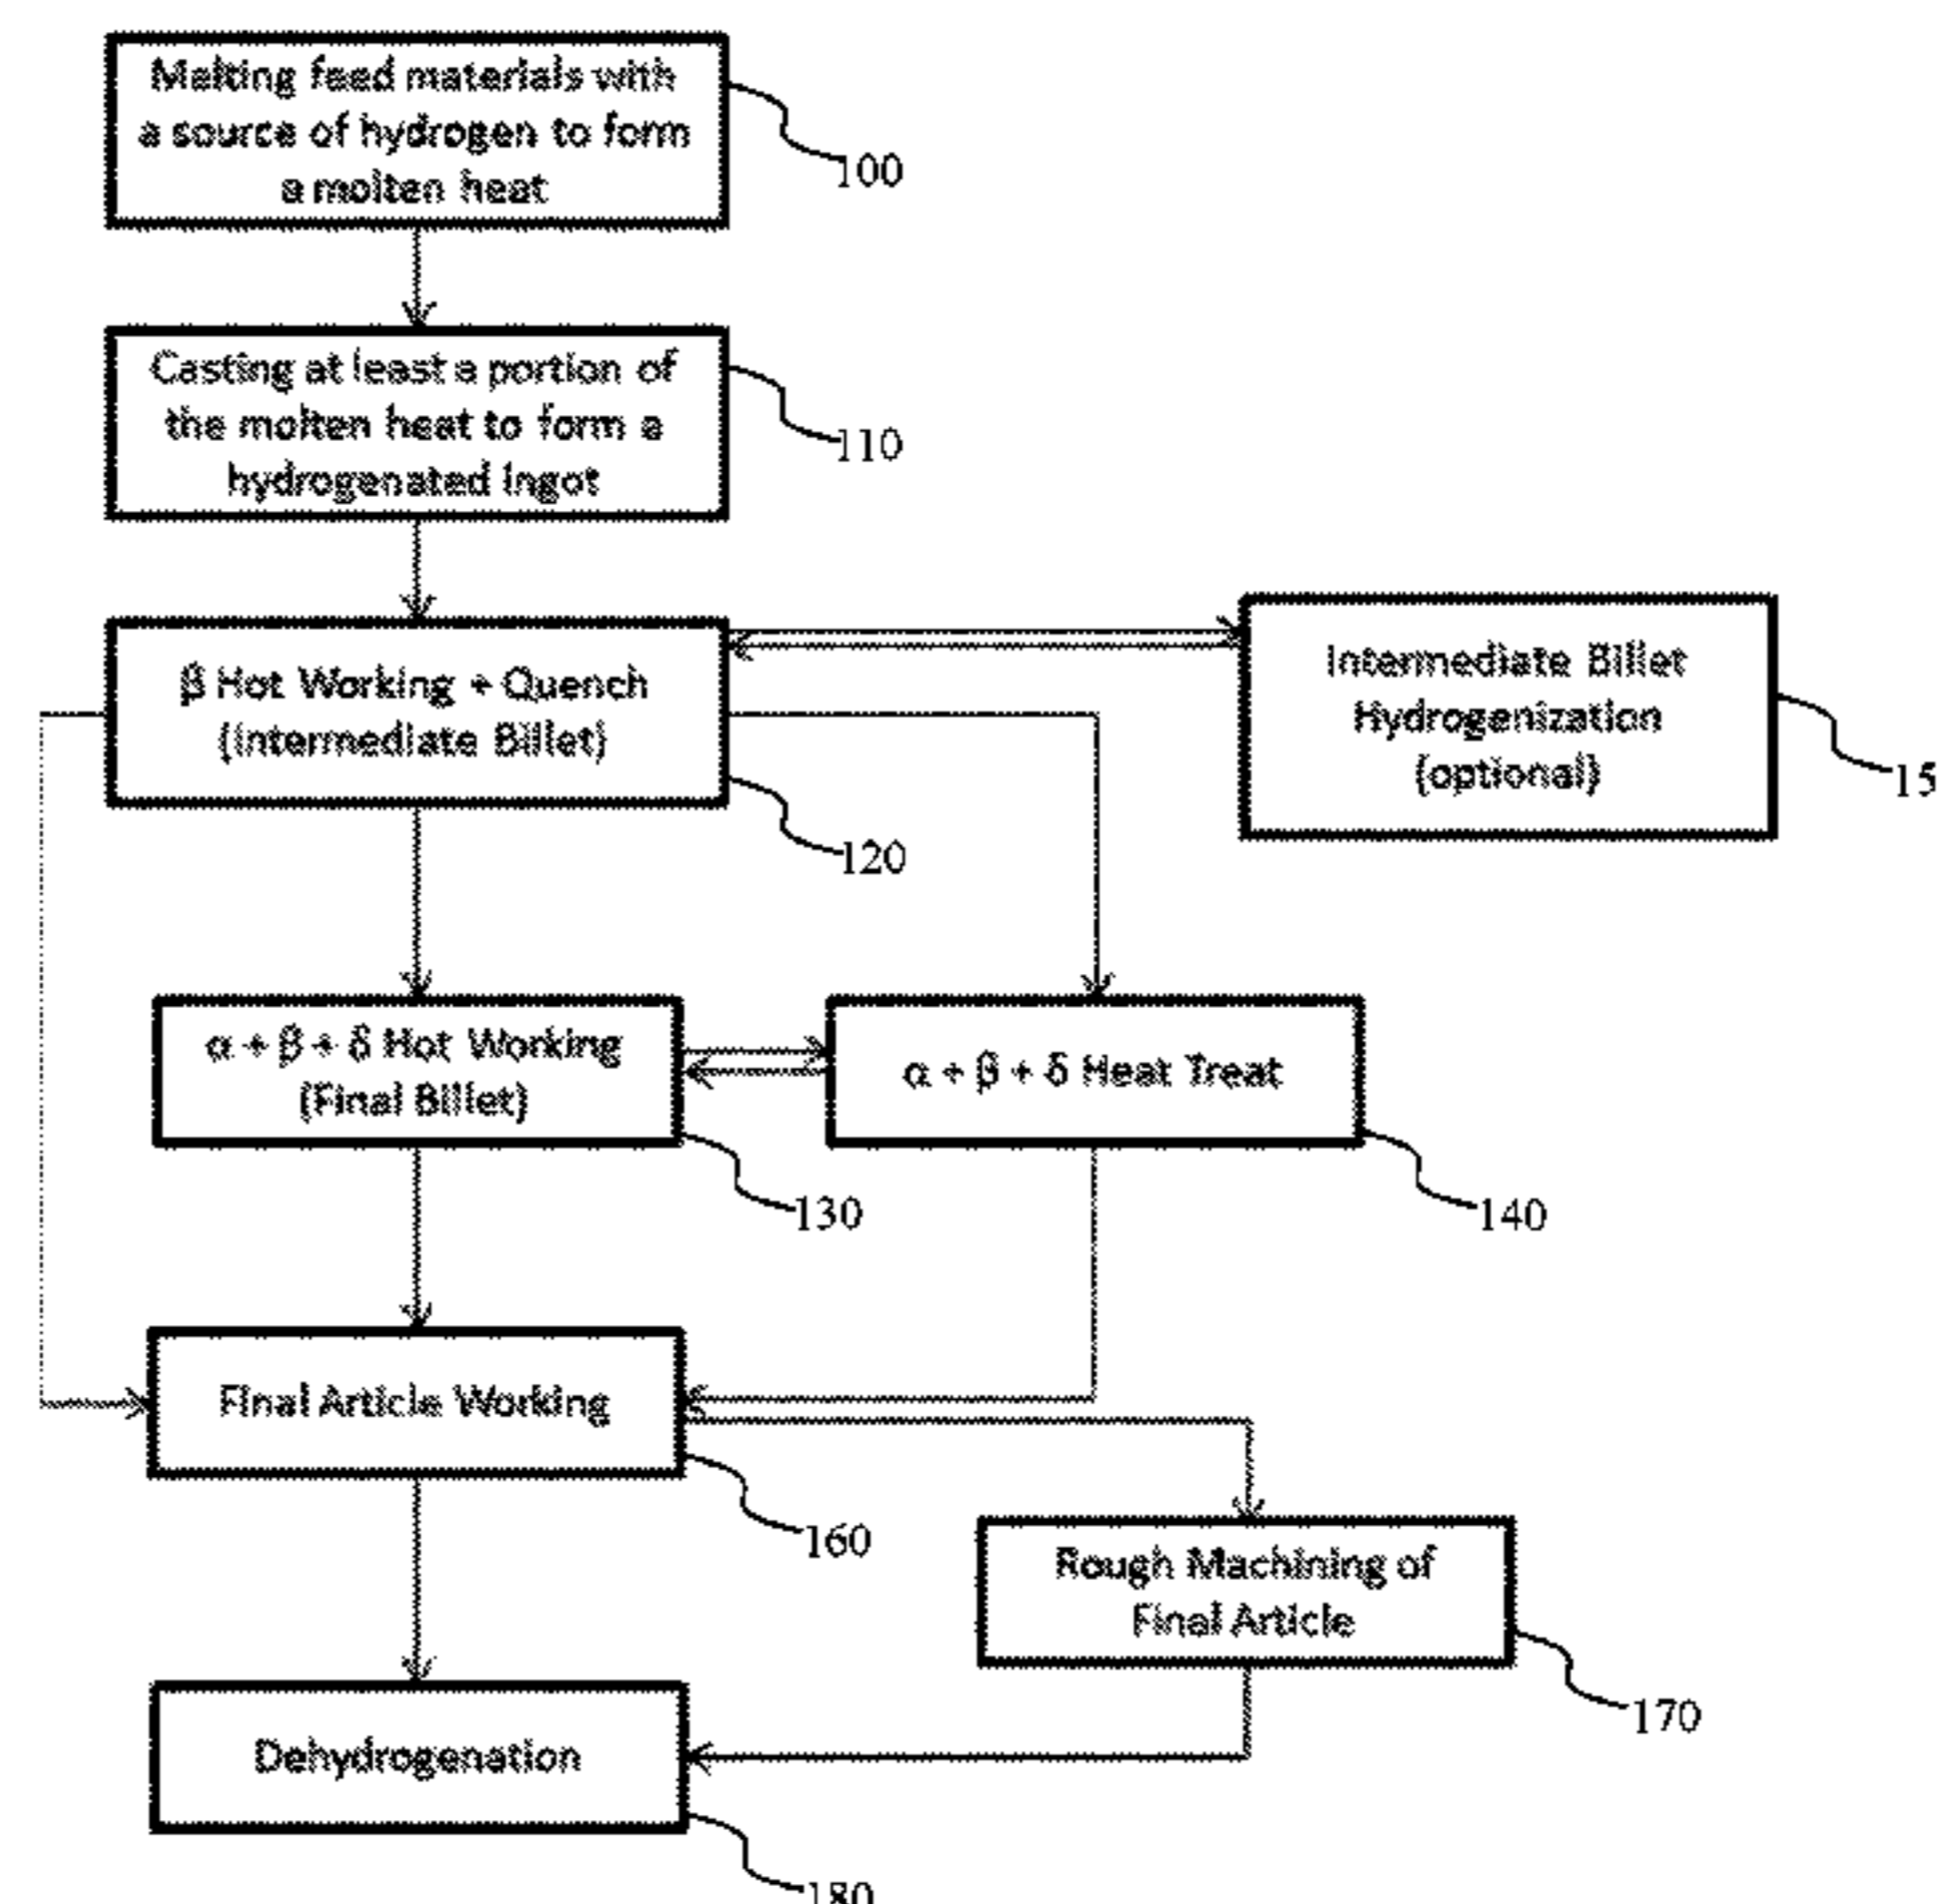 Melting feed materials with
a source of hydrogen to form
a molten heat
100
Casting at least a portion of
the molten heat to form a
hydrogenated ingot
110
β Hot Working + Quench
(Intermediate Billet)
120
Intermediate Billet
Hydrogenization
(optional)
15
α + β + δ Hot Working
(Final Billet)
130
α + β + δ Heat Treat
140
Final Article Working
160
Rough Machining of
Final Article
170
Dehydrogenation
180